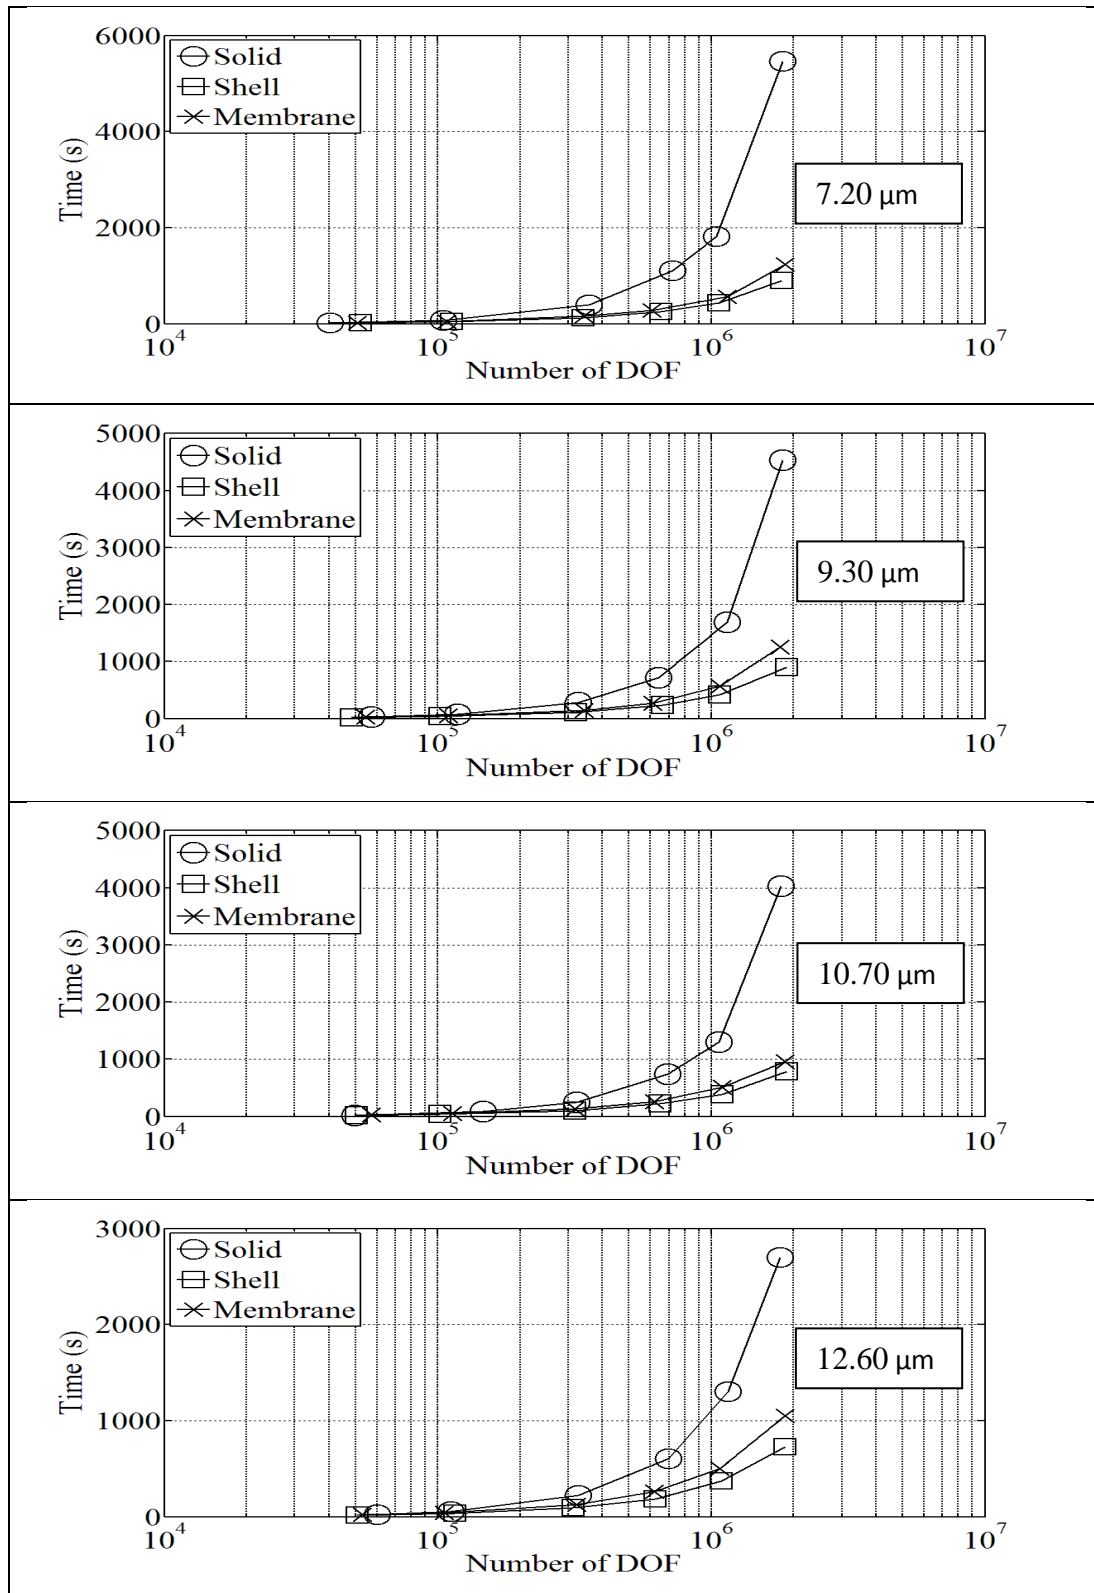 6000
4000
2000
0
Time (s)
Solid
Shell
Membrane
7.20 μm
10^4
10^5
10^6
10^7
Number of DOF
5000
4000
3000
2000
1000
0
Time (s)
Solid
Shell
Membrane
9.30 μm
10^4
10^5
10^6
10^7
Number of DOF
5000
4000
3000
2000
1000
0
Time (s)
Solid
Shell
Membrane
10.70 μm
10^4
10^5
10^6
10^7
Number of DOF
3000
2000
1000
0
Time (s)
Solid
Shell
Membrane
12.60 μm
10^4
10^5
10^6
10^7
Number of DOF